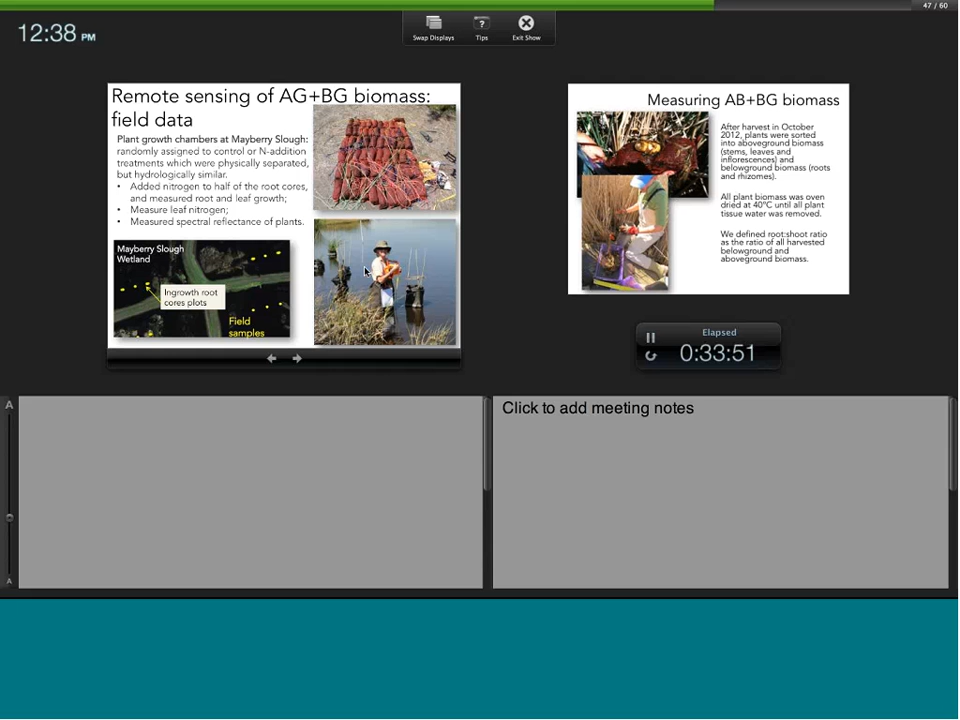 47 / 60
12:38 PM
Swap Displays
Tips
Exit Show
Remote sensing of AG+BG biomass:
field data
Plant growth chambers at Mayberry Slough:
randomly assigned to control or N-addition
treatments which were physically separated,
but hydrologically similar.
• Added nitrogen to half of the root cores,
and measured root and leaf growth;
• Measure leaf nitrogen;
• Measured spectral reflectance of plants.
Mayberry Slough
Wetland
Ingrowth root
cores plots
Field
samples
Measuring AB+BG biomass
After harvest in October
2012, plants were sorted
into aboveground biomass
(stems, leaves and
inflorescences) and
belowground biomass (roots
and rhizomes).
All plant biomass was oven
dried at 40°C until all plant
tissue water was removed.
We defined root:shoot ratio
as the ratio of all harvested
belowground and
aboveground biomass.
Elapsed
0:33:51
A
A
Click to add meeting notes